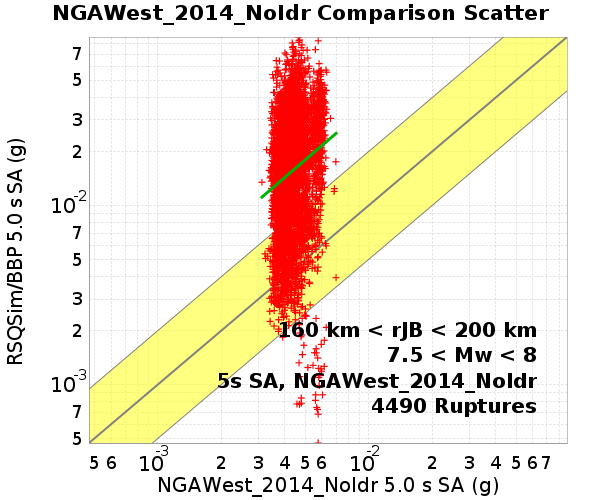 NGAWest_2014_NoIdr Comparison Scatter
RSQSim/BBP 5.0 s SA (g)
7
5
3
2
10-2
7
5
3
2
10-3
7
5
160 km < rJB < 200 km
7.5 < Mw < 8
5s SA, NGAWest_2014_NoIdr
4490 Ruptures
5 6 10-3 2 3 4 5 6 10-2 2 3 4 5 6 7
NGAWest_2014_NoIdr 5.0 s SA (g)